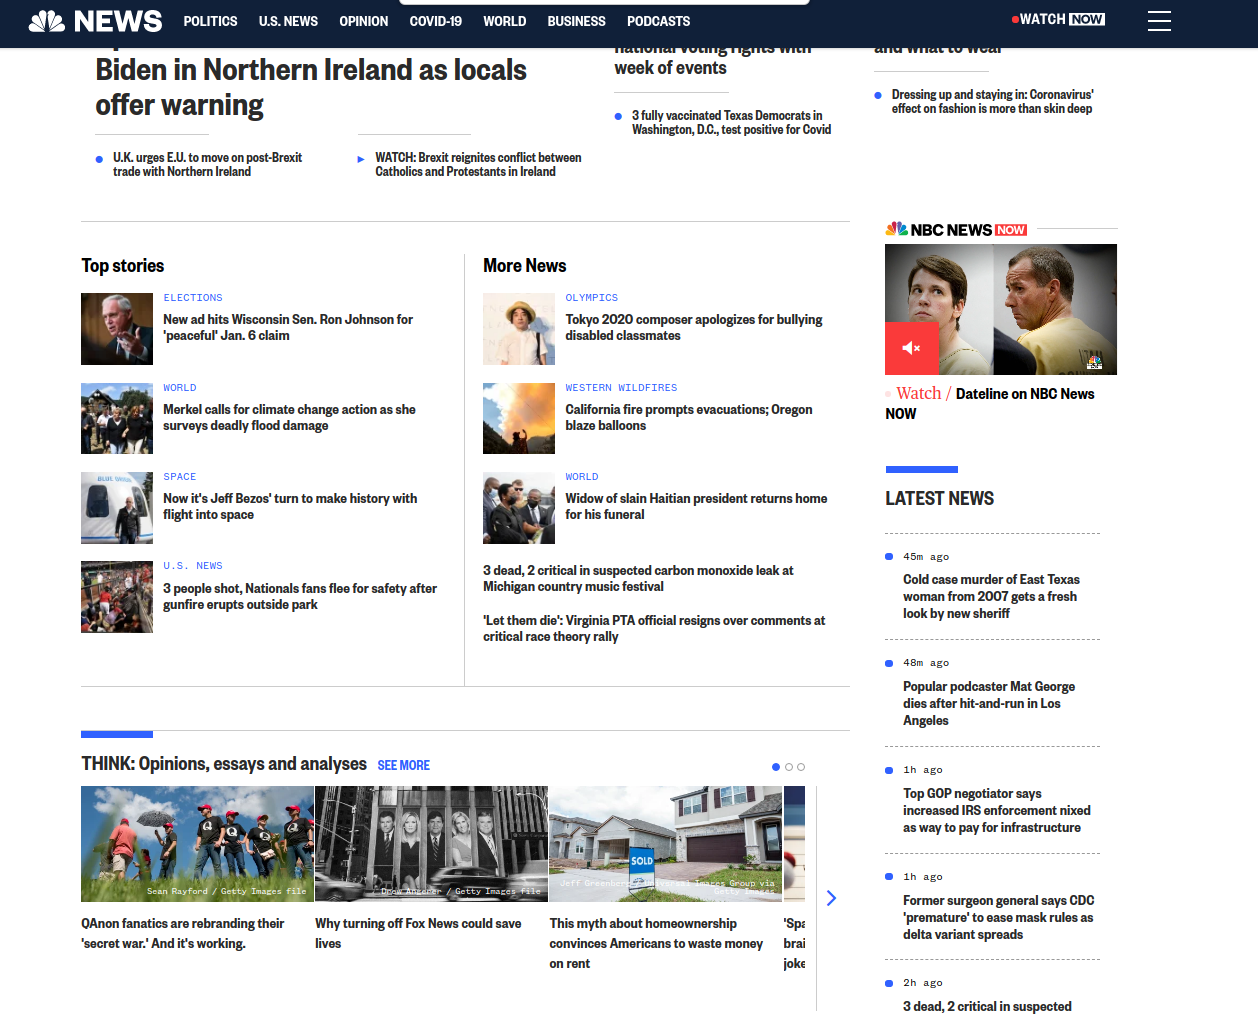 NEWS
POLITICS
U.S. NEWS
OPINION
COVID-19
WORLD
BUSINESS
PODCASTS
WATCH NOW
Biden in Northern Ireland as locals
offer warning
U.K. urges E.U. to move on post-Brexit
trade with Northern Ireland
WATCH: Brexit reignites conflict between
Catholics and Protestants in Ireland
national voting rights with
week of events
3 fully vaccinated Texas Democrats in
Washington, D.C., test positive for Covid
and what to wear
Dressing up and staying in: Coronavirus'
effect on fashion is more than skin deep
Top stories
ELECTIONS
New ad hits Wisconsin Sen. Ron Johnson for
'peaceful' Jan. 6 claim
WORLD
Merkel calls for climate change action as she
surveys deadly flood damage
BLUE ORIGIN
SPACE
Now it's Jeff Bezos' turn to make history with
flight into space
U.S. NEWS
3 people shot, Nationals fans flee for safety after
gunfire erupts outside park
More News
OLYMPICS
Tokyo 2020 composer apologizes for bullying
disabled classmates
WESTERN WILDFIRES
California fire prompts evacuations; Oregon
blaze balloons
WORLD
Widow of slain Haitian president returns home
for his funeral
3 dead, 2 critical in suspected carbon monoxide leak at
Michigan country music festival
'Let them die': Virginia PTA official resigns over comments at
critical race theory rally
NBC NEWS NOW
Watch / Dateline on NBC News
NOW
LATEST NEWS
45m ago
Cold case murder of East Texas
woman from 2007 gets a fresh
look by new sheriff
48m ago
Popular podcaster Mat George
dies after hit-and-run in Los
Angeles
1h ago
Top GOP negotiator says
increased IRS enforcement nixed
as way to pay for infrastructure
1h ago
Former surgeon general says CDC
'premature' to ease mask rules as
delta variant spreads
2h ago
3 dead, 2 critical in suspected
THINK: Opinions, essays and analyses
SEE MORE
Q
Q
Sean Rayford / Getty Images file
QAnon fanatics are rebranding their
'secret war.' And it's working.
Drew Angerer / Getty Images file
Why turning off Fox News could save
lives
SOLD
Jeff Greenberg / Universal Images Group via
Getty Images
This myth about homeownership
convinces Americans to waste money
on rent
'Spa
brai
joke